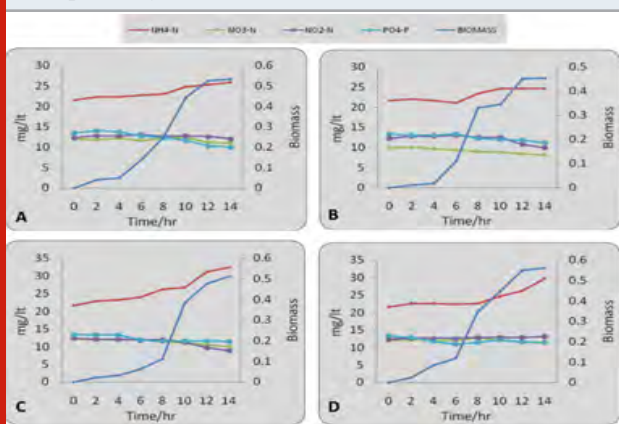 NH4-N NO3-N NO2-N PO4-P BIOMASS
30 25 20 15 10 5 0
mg/lt
0.6 0.5 0.4 0.3 0.2 0.1 0
Biomass
0 2 4 6 8 10 12 14
A Time/hr
30 25 20 15 10 5 0
mg/lt
0.5 0.4 0.3 0.2 0.1 0
Biomass
0 2 4 6 8 10 12 14
B Time/hr
35 30 25 20 15 10 5 0
mg/lt
0.6 0.5 0.4 0.3 0.2 0.1 0
Biomass
0 2 4 6 8 10 12 14
C Time/hr
35 30 25 20 15 10 5 0
mg/lt
0.6 0.5 0.4 0.3 0.2 0.1 0
Biomass
0 2 4 6 8 10 12 14
D Time/hr